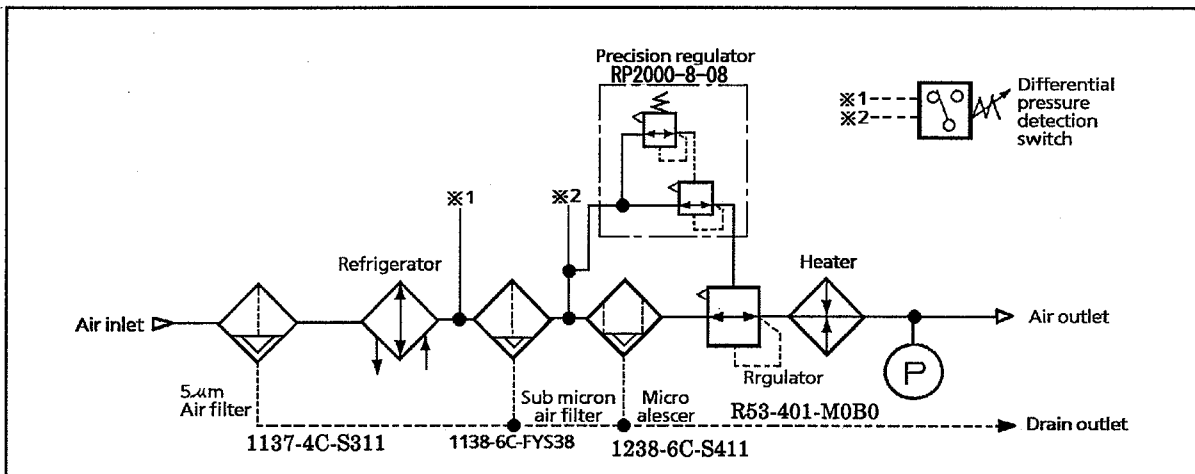 Precision regulator
RP2000-8-08
※1
※2
Differential
pressure
detection
switch
※1
※2
Refrigerator
Heater
Air inlet
Air outlet
P
5μm
Air filter
Sub micron
air filter
Micro
alescer
Rrgulator
R53-401-M0B0
1137-4C-S311
1138-6C-FYS38
1238-6C-S411
Drain outlet